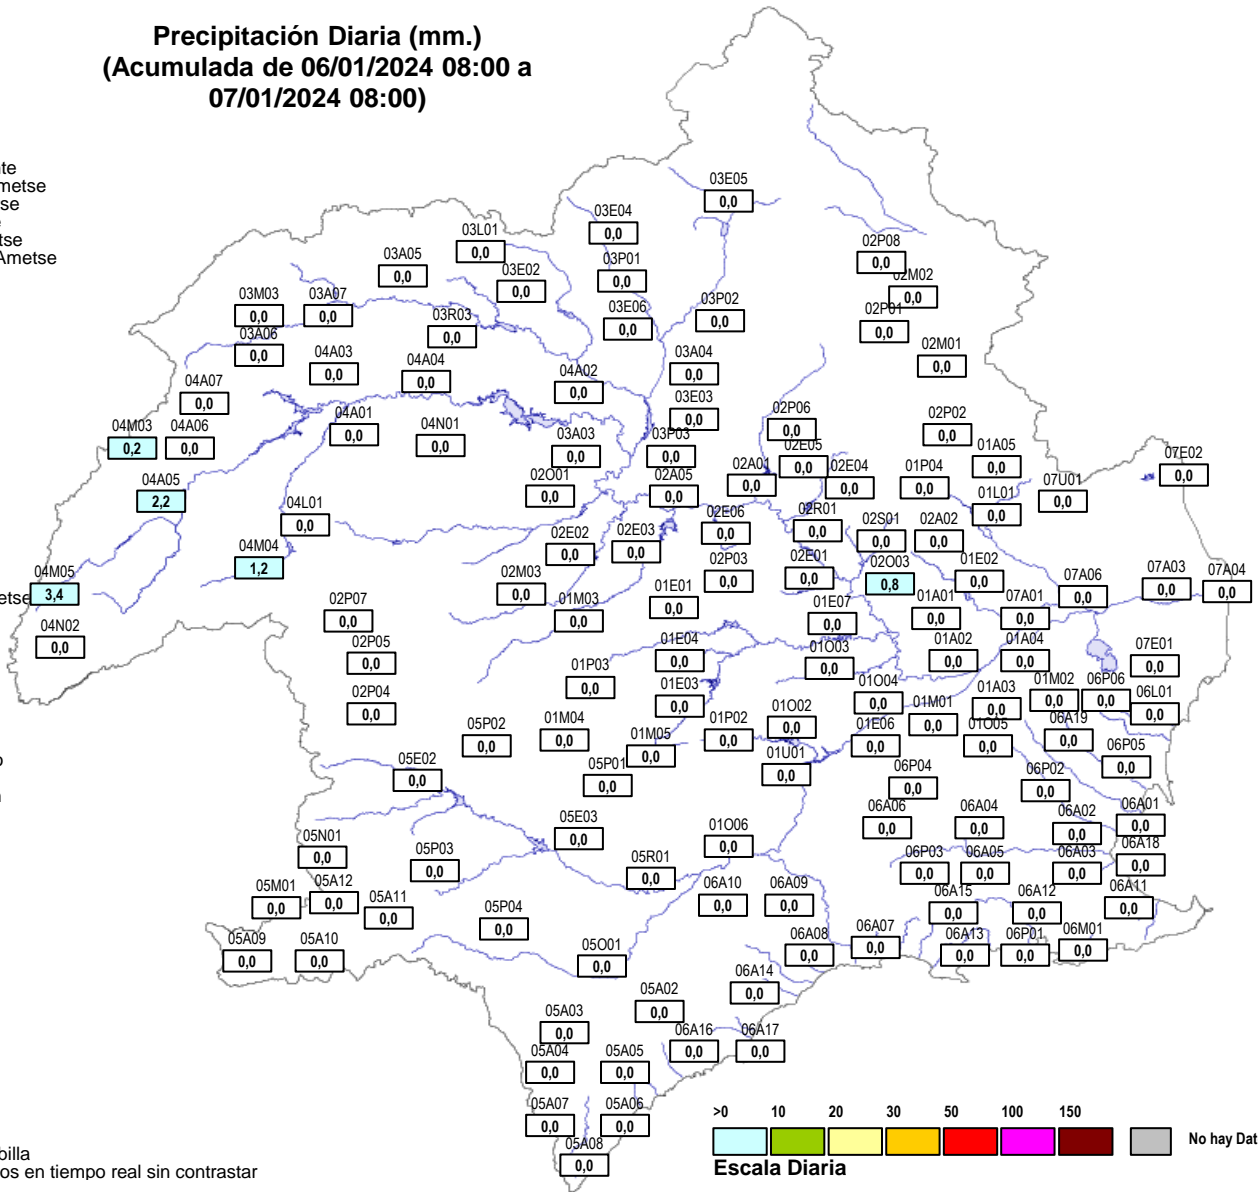 Precipitación Diaria (mm.)
(Acumulada de 06/01/2024 08:00 a
07/01/2024 08:00)
03E05
0,0
03E04
0,0
03L01
0,0
03A05
0,0
03E02
0,0
03P01
0,0
02P08
0,0
02M02
0,0
03M03
0,0
03A07
0,0
03R03
0,0
03E06
0,0
03P02
0,0
02P01
0,0
03A06
0,0
04A03
0,0
04A04
0,0
04A02
0,0
03A04
0,0
02M01
0,0
04A07
0,0
03E03
0,0
04M03
0,2
04A06
0,0
04A01
0,0
04N01
0,0
03A03
0,0
03P03
0,0
02P06
0,0
02P02
0,0
02E05
0,0
01A05
0,0
07E02
0,0
04A05
2,2
02O01
0,0
02A05
0,0
02A01
0,0
02E04
0,0
01P04
0,0
07U01
0,0
01L01
0,0
04L01
0,0
02E06
0,0
02R01
0,0
02S01
0,0
02A02
0,0
04M04
1,2
02E02
0,0
02E03
0,0
04M05
3,4
02M03
0,0
02P03
0,0
02E01
0,0
02O03
0,8
01E02
0,0
07A06
0,0
07A03
0,0
07A04
0,0
02P07
0,0
01M03
0,0
01E01
0,0
01E07
0,0
01A01
0,0
07A01
0,0
04N02
0,0
02P05
0,0
01E04
0,0
01O03
0,0
01A02
0,0
01A04
0,0
07E01
0,0
01P03
0,0
02P04
0,0
01E03
0,0
01O04
0,0
01M02
0,0
06P06
0,0
01A03
0,0
06L01
0,0
05P02
0,0
01M04
0,0
01M05
0,0
01P02
0,0
01O02
0,0
01E06
0,0
01M01
0,0
01O05
0,0
06A19
0,0
05E02
0,0
05P01
0,0
01U01
0,0
06P04
0,0
06P02
0,0
06P05
0,0
05E03
0,0
01O06
0,0
06A06
0,0
06A04
0,0
06A02
0,0
06A01
0,0
05N01
0,0
05P03
0,0
05R01
0,0
06P03
0,0
06A05
0,0
06A03
0,0
06A18
0,0
05M01
0,0
05A12
0,0
05A11
0,0
06A10
0,0
06A09
0,0
06A15
0,0
06A12
0,0
06A11
0,0
05P04
0,0
05A09
0,0
05A10
0,0
05O01
0,0
06A08
0,0
06A07
0,0
06A13
0,0
06P01
0,0
06M01
0,0
06A14
0,0
05A02
0,0
05A03
0,0
06A16
0,0
06A17
0,0
05A04
0,0
05A05
0,0
05A07
0,0
05A06
0,0
05A08
0,0
>0 10 20 30 50 100 150
No hay Dat
Escala Diaria
os en tiempo real sin contrastar